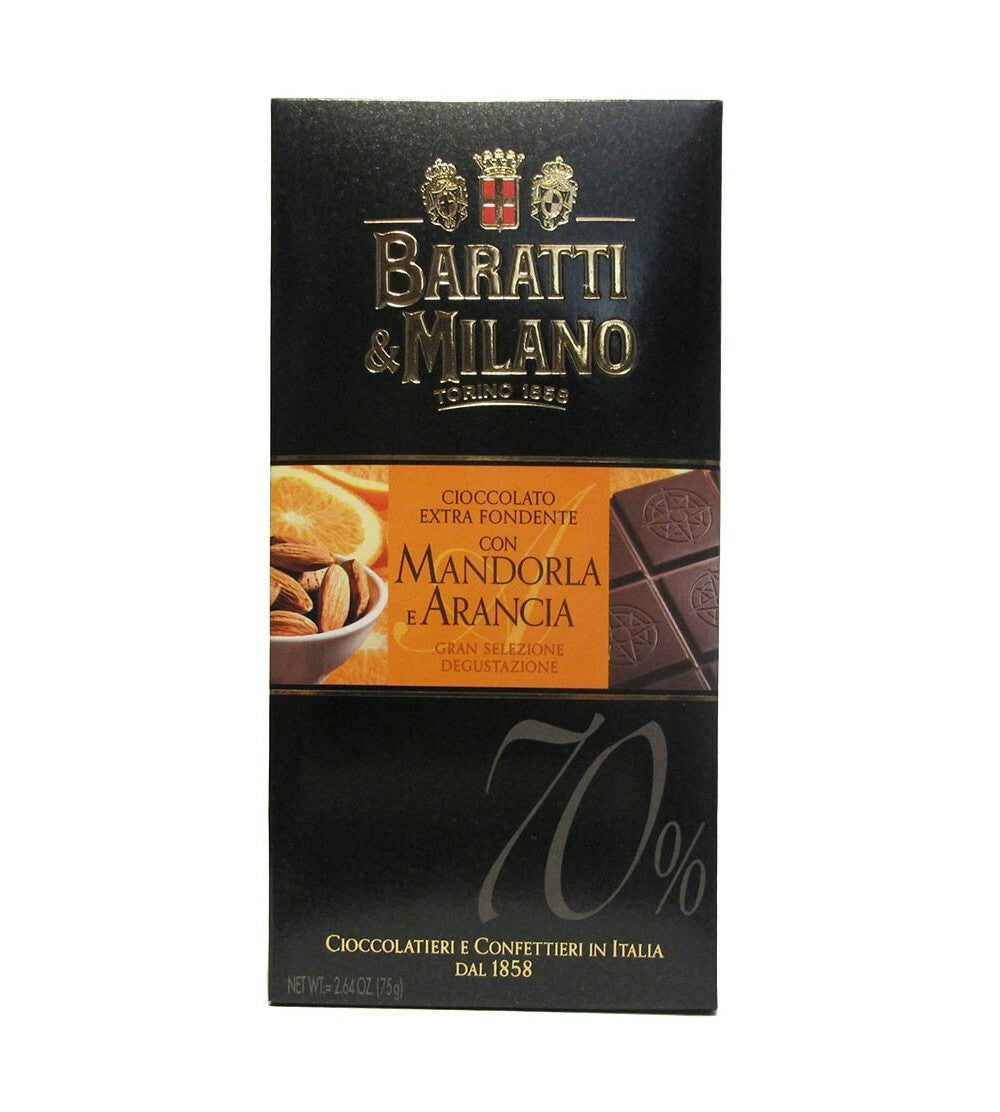 BARATTI
& MILANO
TORINO 1858
CIOCCOLATO
EXTRA FONDENTE
CON
MANDORLA
E ARANCIA
GRAN SELEZIONE
DEGUSTAZIONE
70%
CIOCCOLATIERI E CONFETTIERI IN ITALIA
DAL 1858
NET WT.= 2.64 OZ. (75g)